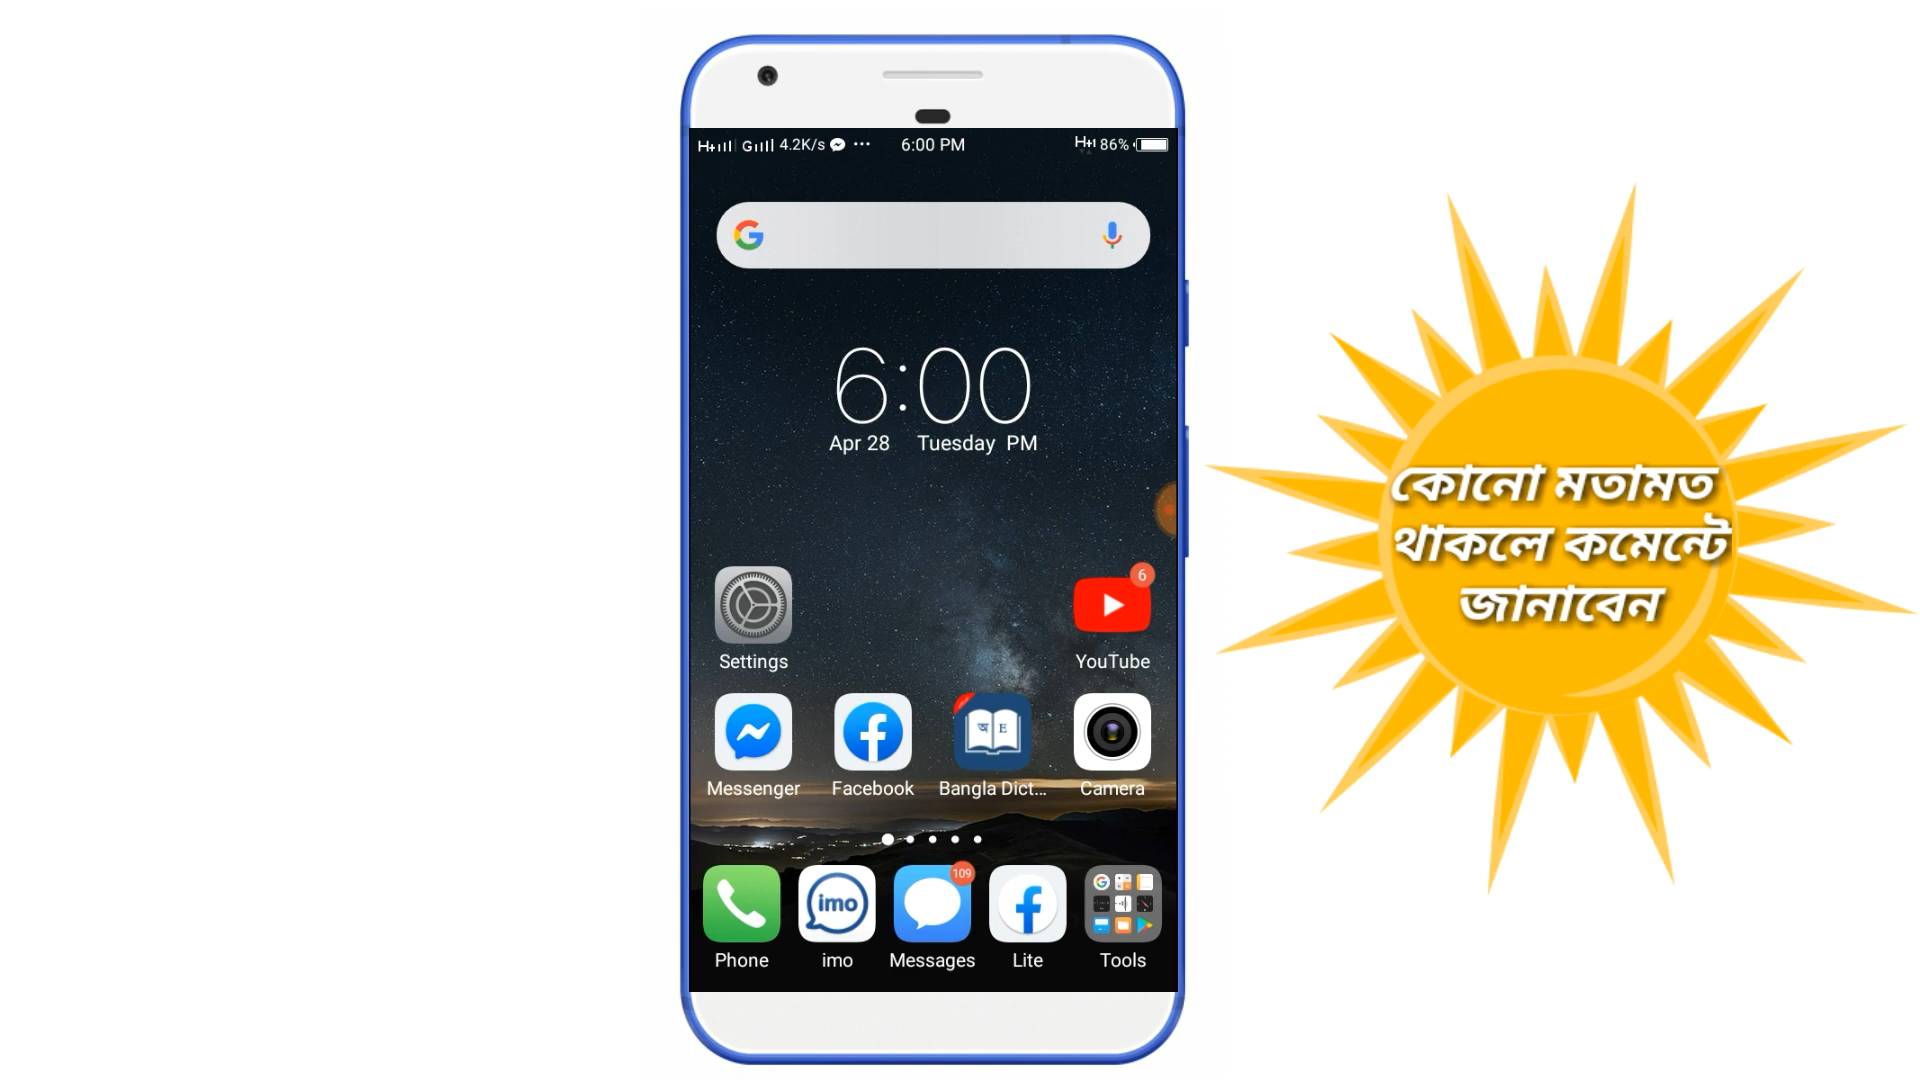 H+ G 4.2K/s ... 6:00 PM H+ 86%
6:00
Apr 28 Tuesday PM
6
Settings YouTube
অ E
Messenger Facebook Bangla Dict... Camera
imo 109
Phone imo Messages Lite Tools
কোনো মতামত
থাকলে কমেন্টে
জানাবেন